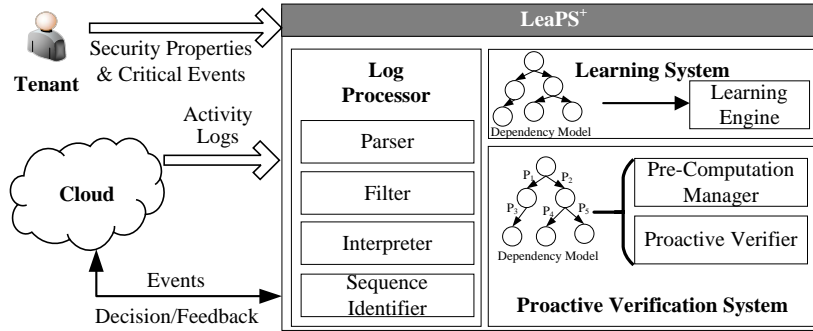 LeaPS+
Tenant
Security Properties
& Critical Events
Activity
Logs
Cloud
Events
Decision/Feedback
Log
Processor
Parser
Filter
Interpreter
Sequence
Identifier
Learning System
Dependency Model
Learning
Engine
P1
P2
P3
P4
P5
Dependency Model
Pre-Computation
Manager
Proactive Verifier
Proactive Verification System